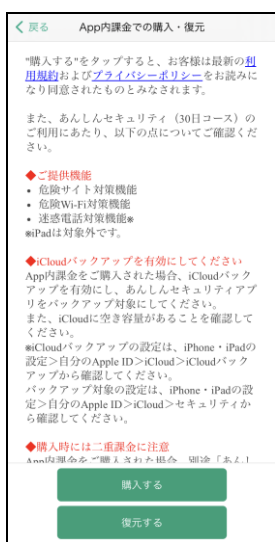 戻る App内課金での購入・復元
"購入する"をタップすると、お客様は最新の利
用規約およびプライバシーポリシーをお読みに
なり同意されたものとみなされます。
また、あんしんセキュリティ（30日コース）の
ご利用にあたり、以下の点についてご確認くだ
さい。
◆ご提供機能
• 危険サイト対策機能
• 危険Wi-Fi対策機能
• 迷惑電話対策機能※
※iPadは対象外です。
◆iCloudバックアップを有効にしてください
App内課金をご購入された場合、iCloudバック
アップを有効にし、あんしんセキュリティアプ
リをバックアップ対象にしてください。
また、iCloudに空き容量があることを確認して
ください。
※iCloudバックアップの設定は、iPhone・iPadの
設定＞自分のApple ID＞iCloud＞iCloudバック
アップから確認してください。
バックアップ対象の設定は、iPhone・iPadの設
定＞自分のApple ID＞iCloud＞セキュリティか
ら確認してください。
◆購入時には二重課金に注意
App内課金をご購入された場合、別途「あんし
購入する
復元する